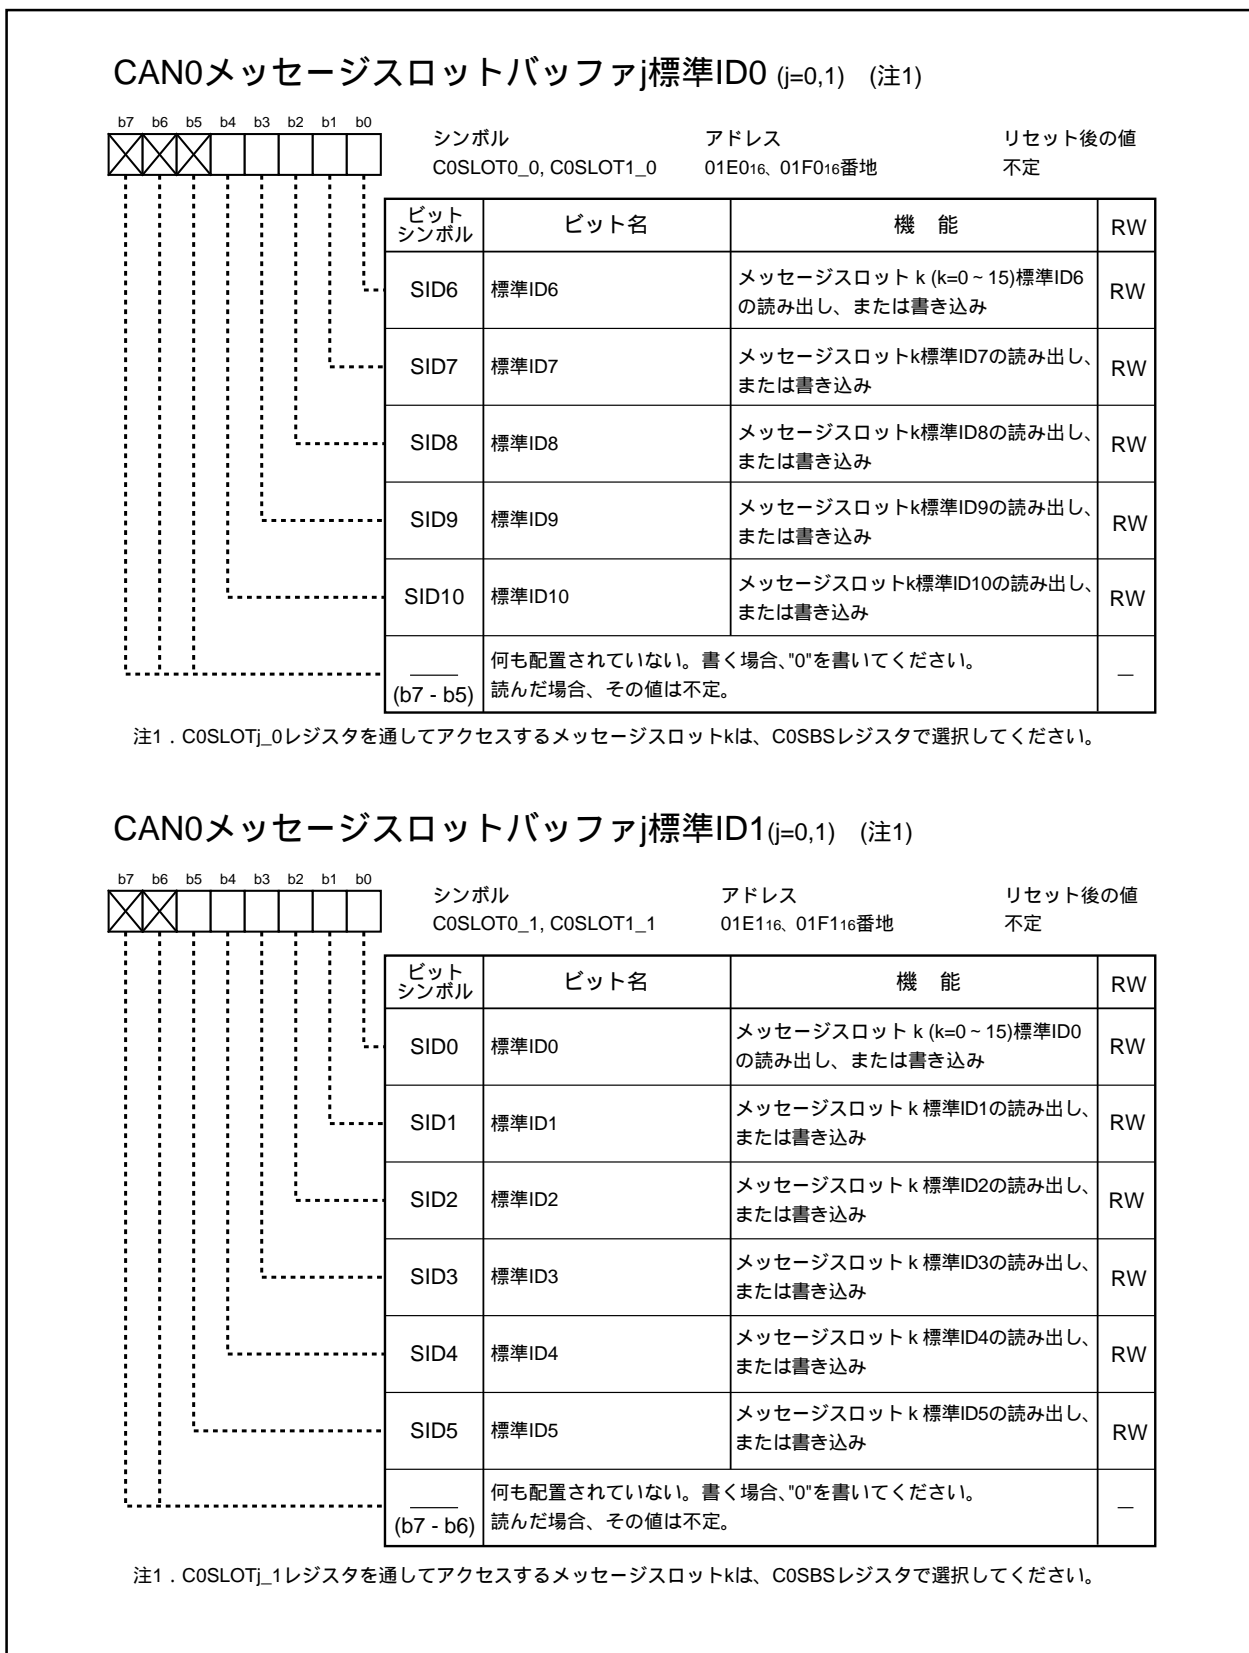 CAN0メッセージスロットバッファj標準ID0 (j=0,1) (注1)
b7 b6 b5 b4 b3 b2 b1 b0
シンボル アドレス リセット後の値
C0SLOT0_0, C0SLOT1_0 01E016、01F016番地 不定
ビット
シンボル ビット名 機 能 RW
SID6 標準ID6 メッセージスロット k (k=0 ~ 15)標準ID6
の読み出し、または書き込み RW
SID7 標準ID7 メッセージスロットk標準ID7の読み出し、
または書き込み RW
SID8 標準ID8 メッセージスロットk標準ID8の読み出し、
または書き込み RW
SID9 標準ID9 メッセージスロットk標準ID9の読み出し、
または書き込み RW
SID10 標準ID10 メッセージスロットk標準ID10の読み出し、
または書き込み RW
何も配置されていない。書く場合、"0"を書いてください。
(b7 - b5) 読んだ場合、その値は不定。 —
注1．C0SLOTj_0レジスタを通してアクセスするメッセージスロットkは、C0SBSレジスタで選択してください。
CAN0メッセージスロットバッファj標準ID1(j=0,1) (注1)
b7 b6 b5 b4 b3 b2 b1 b0
シンボル アドレス リセット後の値
C0SLOT0_1, C0SLOT1_1 01E116、01F116番地 不定
ビット
シンボル ビット名 機 能 RW
SID0 標準ID0 メッセージスロット k (k=0 ~ 15)標準ID0
の読み出し、または書き込み RW
SID1 標準ID1 メッセージスロット k 標準ID1の読み出し、
または書き込み RW
SID2 標準ID2 メッセージスロット k 標準ID2の読み出し、
または書き込み RW
SID3 標準ID3 メッセージスロット k 標準ID3の読み出し、
または書き込み RW
SID4 標準ID4 メッセージスロット k 標準ID4の読み出し、
または書き込み RW
SID5 標準ID5 メッセージスロット k 標準ID5の読み出し、
または書き込み RW
何も配置されていない。書く場合、"0"を書いてください。
(b7 - b6) 読んだ場合、その値は不定。 —
注1．C0SLOTj_1レジスタを通してアクセスするメッセージスロットkは、C0SBSレジスタで選択してください。